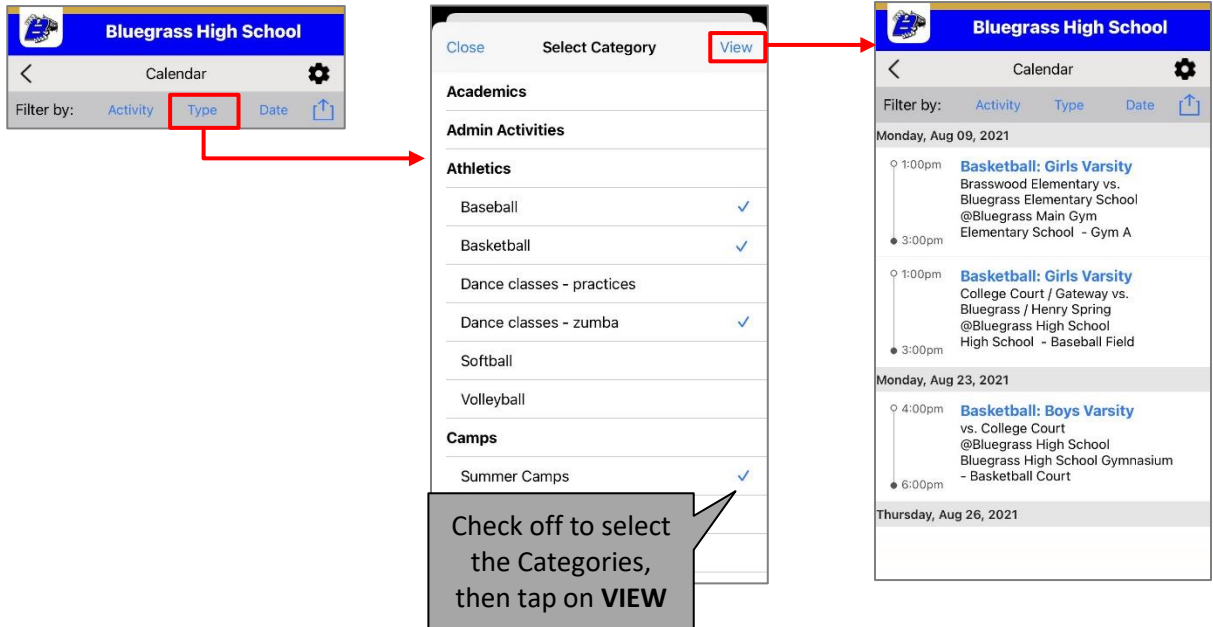 Bluegrass High School
Calendar
Filter by: Activity Type Date
Close Select Category View
Academics
Admin Activities
Athletics
Baseball
Basketball
Dance classes - practices
Dance classes - zumba
Softball
Volleyball
Camps
Summer Camps
Check off to select
the Categories,
then tap on VIEW
Bluegrass High School
Calendar
Filter by: Activity Type Date
Monday, Aug 09, 2021
1:00pm Basketball: Girls Varsity
Brasswood Elementary vs.
Bluegrass Elementary School
@Bluegrass Main Gym
Elementary School - Gym A
3:00pm
1:00pm Basketball: Girls Varsity
College Court / Gateway vs.
Bluegrass / Henry Spring
@Bluegrass High School
High School - Baseball Field
3:00pm
Monday, Aug 23, 2021
4:00pm Basketball: Boys Varsity
vs. College Court
@Bluegrass High School
Bluegrass High School Gymnasium
- Basketball Court
6:00pm
Thursday, Aug 26, 2021